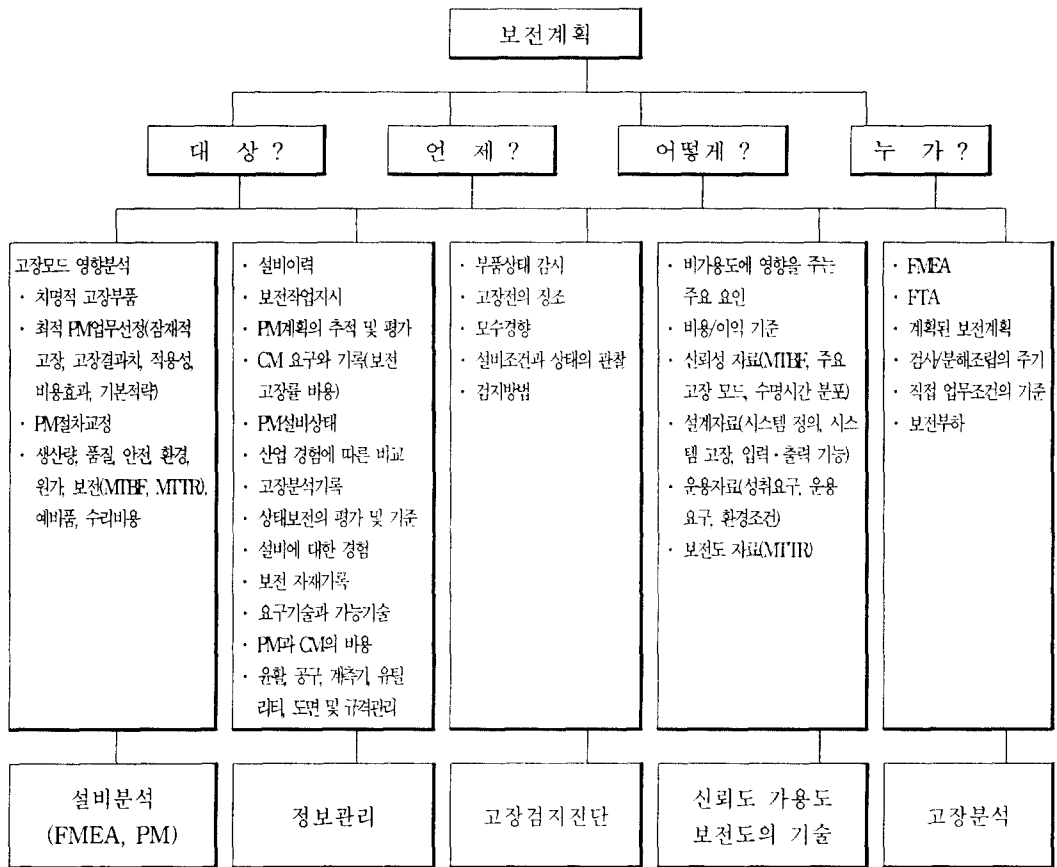 보전계획
대 상 ?
언 제 ?
어떻게 ?
누 가 ?
고장모드 영향분석
· 치명적 고장부품
· 최적 PM업무선정(잠재적
고장, 고장결과치, 적용성,
비용효과, 기본적략)
· PM절차교정
· 생산량, 품질, 안전, 환경,
원가, 보전(MTBF, MTTR),
예비품, 수리비용
· 설비이력
· 보전작업지시
· PM계획의 추적 및 평가
· CM 요구와 기록(보전
고장률 비용)
· PM설비상태
· 산업 경험에 따른 비교
· 고장분석기록
· 상태보전의 평가 및 기준
· 설비에 대한 경험
· 보전 자재기록
· 요구기술과 가능기술
· PM과 CM의 비용
· 윤활, 공구, 계측기, 유틸
리티, 도면 및 규격관리
· 부품상태 감시
· 고장전의 징조
· 모수경향
· 설비조건과 상태의 관찰
· 검지방법
· 비가용도에 영향을 주는
주요 요인
· 비용/이익 기준
· 신뢰성 자료(MTBF, 주요
고장 모드, 수명시간 분포)
· 설계자료(시스템 정의, 시스
템 고장, 입력·출력 기능)
· 운용자료(성취요구, 운용
요구, 환경조건)
· 보전도 자료(MTTR)
· FMEA
· FTA
· 계획된 보전계획
· 검사/분해조립의 주기
· 직접 업무조건의 기준
· 보전부하
설비분석
(FMEA, PM)
정보관리
고장검지진단
신뢰도 가용도
보전도의 기술
고장분석